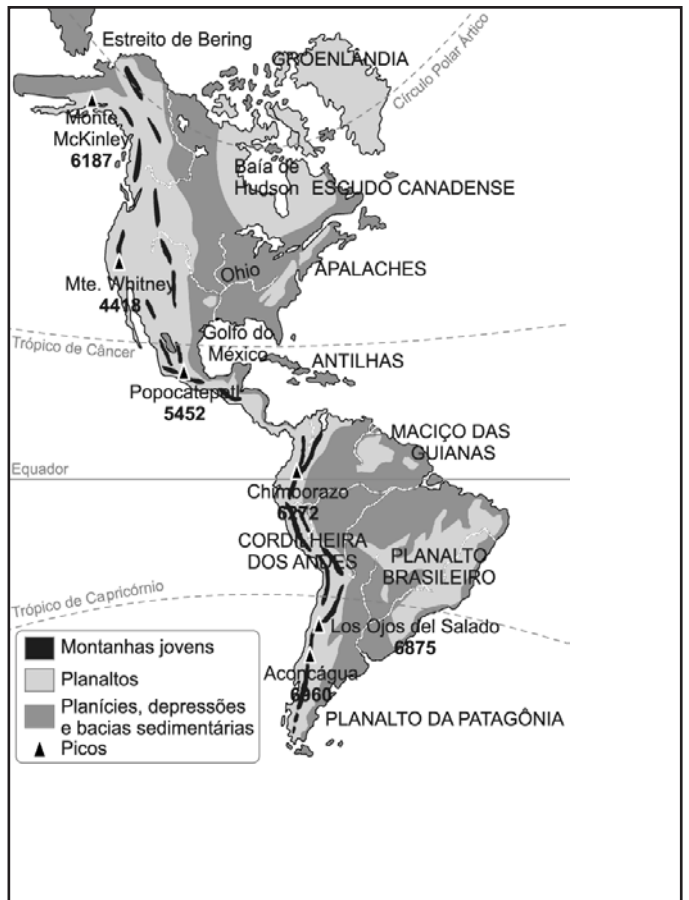 Estreito de Bering
GROENLÂNDIA
Círculo Polar Ártico
Monte
McKinley
6187
Baía de
Hudson
ESCUDO CANADENSE
Ohio
APALACHES
Mte. Whitney
4418
Golfo do
México
Trópico de Câncer
ANTILHAS
Popocatepetl
5452
MACIÇO DAS
GUIANAS
Equador
Chimborazo
6272
CORDILHEIRA
DOS ANDES
PLANALTO
BRASILEIRO
Trópico de Capricórnio
Los Ojos del Salado
6875
Aconcágua
6960
PLANALTO DA PATAGÔNIA
Montanhas jovens
Planaltos
Planícies, depressões
e bacias sedimentárias
Picos